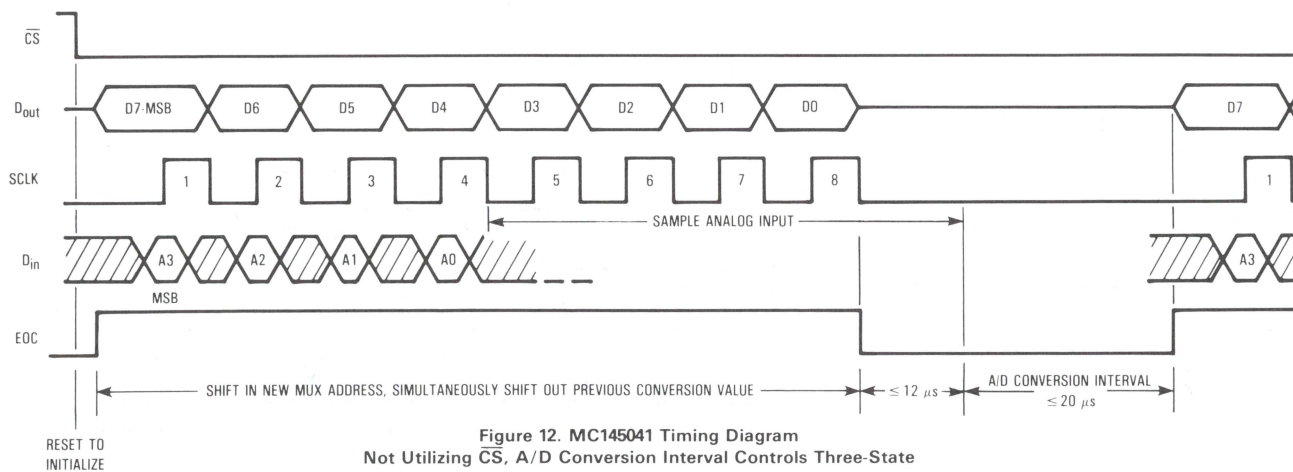 CS
Dout D7-MSB D6 D5 D4 D3 D2 D1 D0 D7
SCLK 1 2 3 4 5 6 7 8 1
SAMPLE ANALOG INPUT
Din A3 A2 A1 A0 A3
MSB
EOC
SHIFT IN NEW MUX ADDRESS, SIMULTANEOUSLY SHIFT OUT PREVIOUS CONVERSION VALUE
≤ 12 μs
A/D CONVERSION INTERVAL
≤ 20 μs
RESET TO
INITIALIZE
Figure 12. MC145041 Timing Diagram
Not Utilizing CS, A/D Conversion Interval Controls Three-State